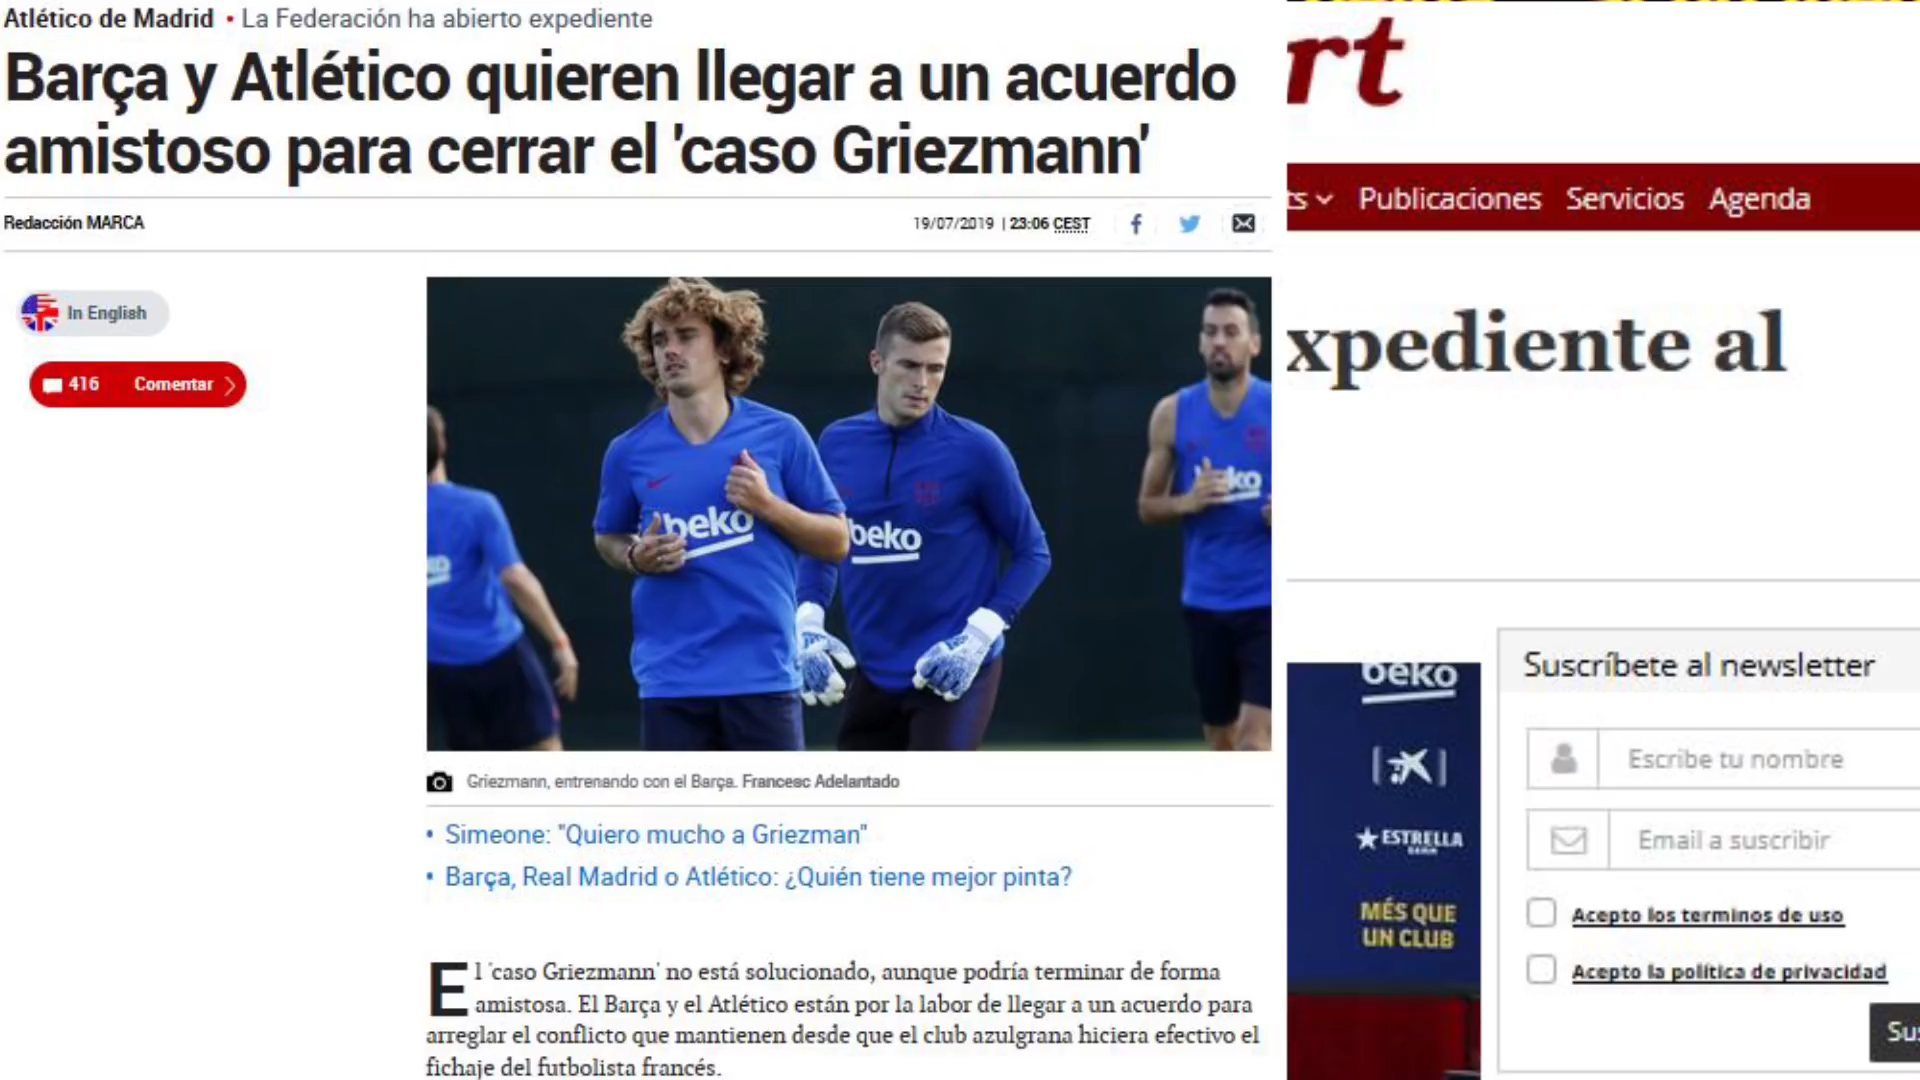 Atlético de Madrid • La Federación ha abierto expediente
Barça y Atlético quieren llegar a un acuerdo
amistoso para cerrar el 'caso Griezmann'
Redacción MARCA
19/07/2019 | 23:06 CEST
In English
416 Comentar
beko
beko
beko
Griezmann, entrenando con el Barça. Francesc Adelantado
• Simeone: "Quiero mucho a Griezman"
• Barça, Real Madrid o Atlético: ¿Quién tiene mejor pinta?
El 'caso Griezmann' no está solucionado, aunque podría terminar de forma
amistosa. El Barça y el Atlético están por la labor de llegar a un acuerdo para
arreglar el conflicto que mantienen desde que el club azulgrana hiciera efectivo el
fichaje del futbolista francés.
rt
ts Publicaciones Servicios Agenda
xpediente al
beko
ESTRELLA
DAMM
MÉS QUE
UN CLUB
Suscríbete al newsletter
Escribe tu nombre
Email a suscribir
Acepto los terminos de uso
Acepto la política de privacidad
Sus